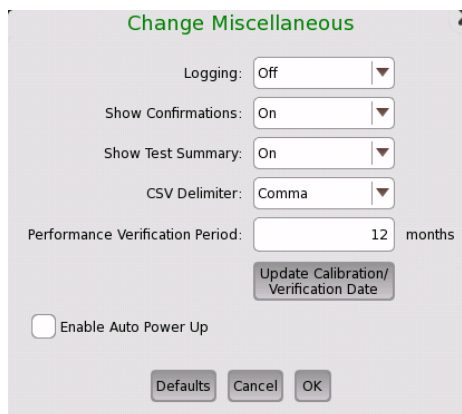 Change Miscellaneous
Logging: Off
Show Confirmations: On
Show Test Summary: On
CSV Delimiter: Comma
Performance Verification Period: 12 months
Update Calibration/
Verification Date
Enable Auto Power Up
Defaults Cancel OK